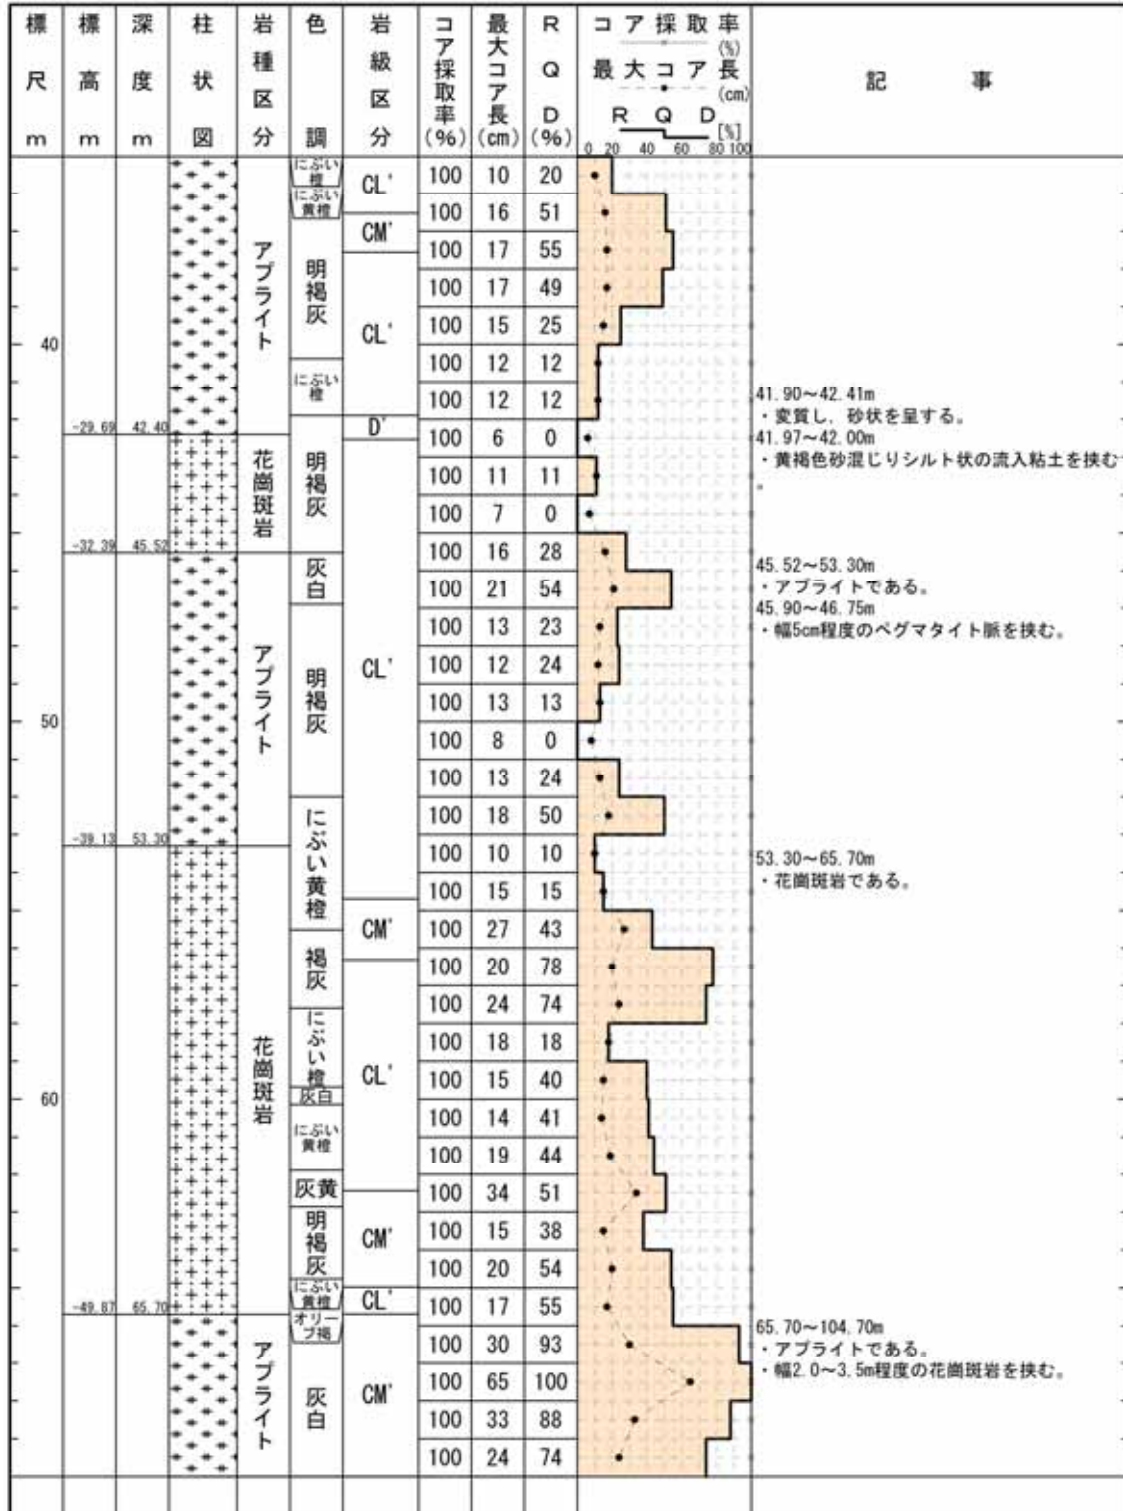 標尺 m
標高 m
深度 m
柱状図
岩種区分
色調
岩級区分
コア採取率 (%)
最大コア長 (cm)
RQD (%)
コア採取率 (%)
最大コア長 (cm)
RQD [%]
0 20 40 60 80 100
記事
100 10 20
100 16 51
100 17 55
100 17 49
100 15 25
100 12 12
100 12 12
100 6 0
100 11 11
100 7 0
100 16 28
100 21 54
100 13 23
100 12 24
100 13 13
100 8 0
100 13 24
100 18 50
100 10 10
100 15 15
100 27 43
100 20 78
100 24 74
100 18 18
100 15 40
100 14 41
100 19 44
100 34 51
100 15 38
100 20 54
100 17 55
100 30 93
100 65 100
100 33 88
100 24 74
40
50
60
-29.69 42.40
-32.39 45.52
-39.13 53.30
-49.87 65.70
アプライト
花崗斑岩
アプライト
花崗斑岩
アプライト
にぶい橙
にぶい黄橙
明褐灰
にぶい橙
明褐灰
灰白
明褐灰
にぶい黄橙
褐灰
にぶい橙
灰白
にぶい黄橙
灰黄
明褐灰
にぶい黄橙
オリーブ褐
灰白
CL'
CM'
CL'
D'
CL'
CM'
CL'
CM'
CL'
CM'
41.90～42.41m
・変質し，砂状を呈する。
41.97～42.00m
・黄褐色砂混じりシルト状の流入粘土を挟む
。
45.52～53.30m
・アプライトである。
45.90～46.75m
・幅5cm程度のペグマタイト脈を挟む。
53.30～65.70m
・花崗斑岩である。
65.70～104.70m
・アプライトである。
・幅2.0～3.5m程度の花崗斑岩を挟む。